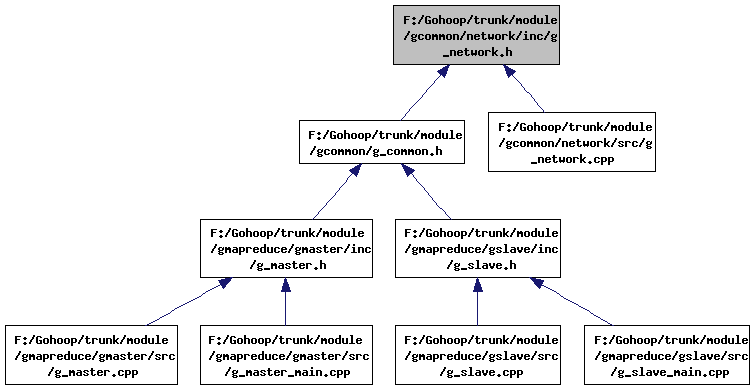 F:/Gohoop/trunk/module
/gcommon/network/inc/g
_network.h
F:/Gohoop/trunk/module
/gcommon/g_common.h
F:/Gohoop/trunk/module
/gcommon/network/src/g
_network.cpp
F:/Gohoop/trunk/module
/gmapreduce/gmaster/inc
/g_master.h
F:/Gohoop/trunk/module
/gmapreduce/gslave/inc
/g_slave.h
F:/Gohoop/trunk/module
/gmapreduce/gmaster/src
/g_master.cpp
F:/Gohoop/trunk/module
/gmapreduce/gmaster/src
/g_master_main.cpp
F:/Gohoop/trunk/module
/gmapreduce/gslave/src
/g_slave.cpp
F:/Gohoop/trunk/module
/gmapreduce/gslave/src
/g_slave_main.cpp